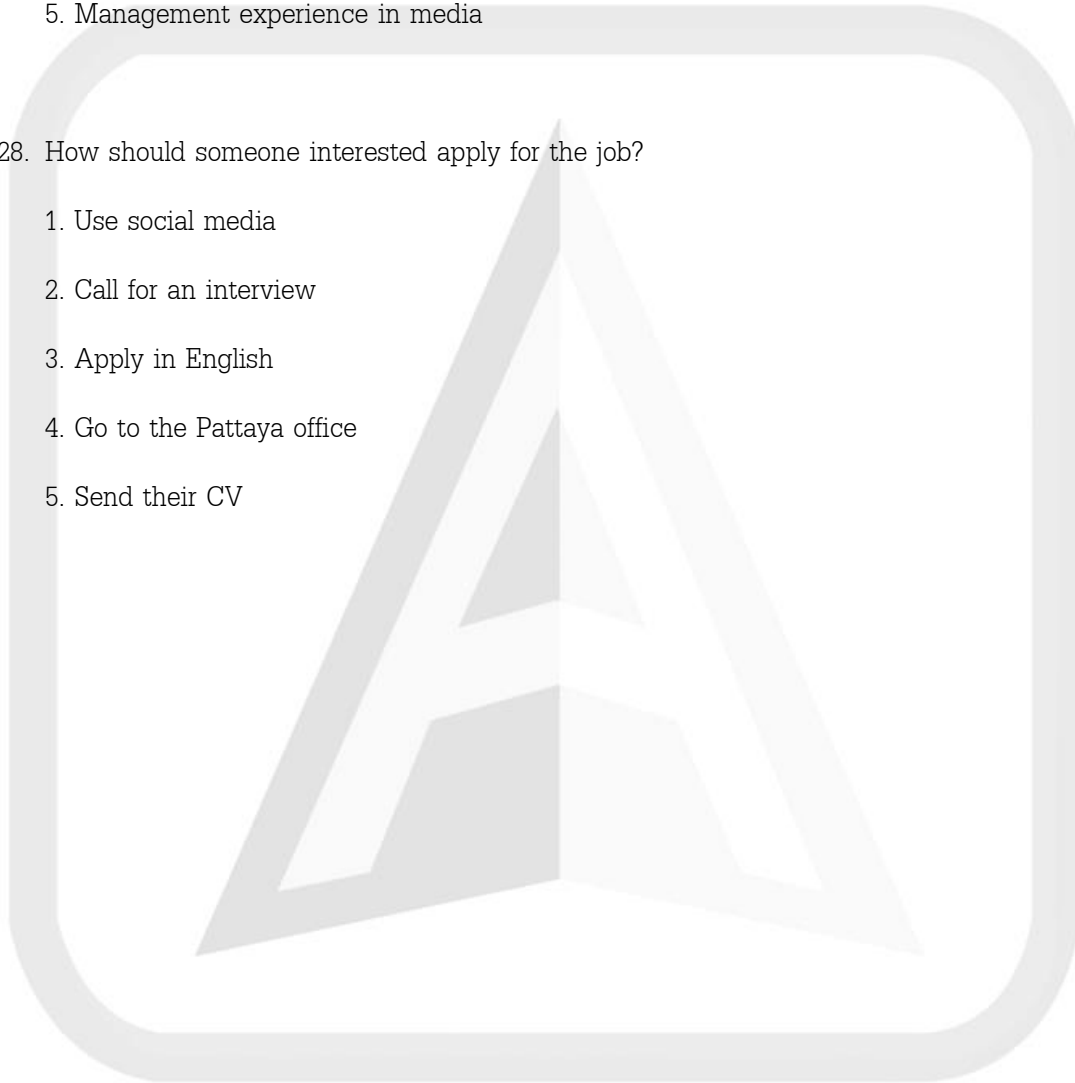 5. Management experience in media
28. How should someone interested apply for the job?
1. Use social media
2. Call for an interview
3. Apply in English
4. Go to the Pattaya office
5. Send their CV